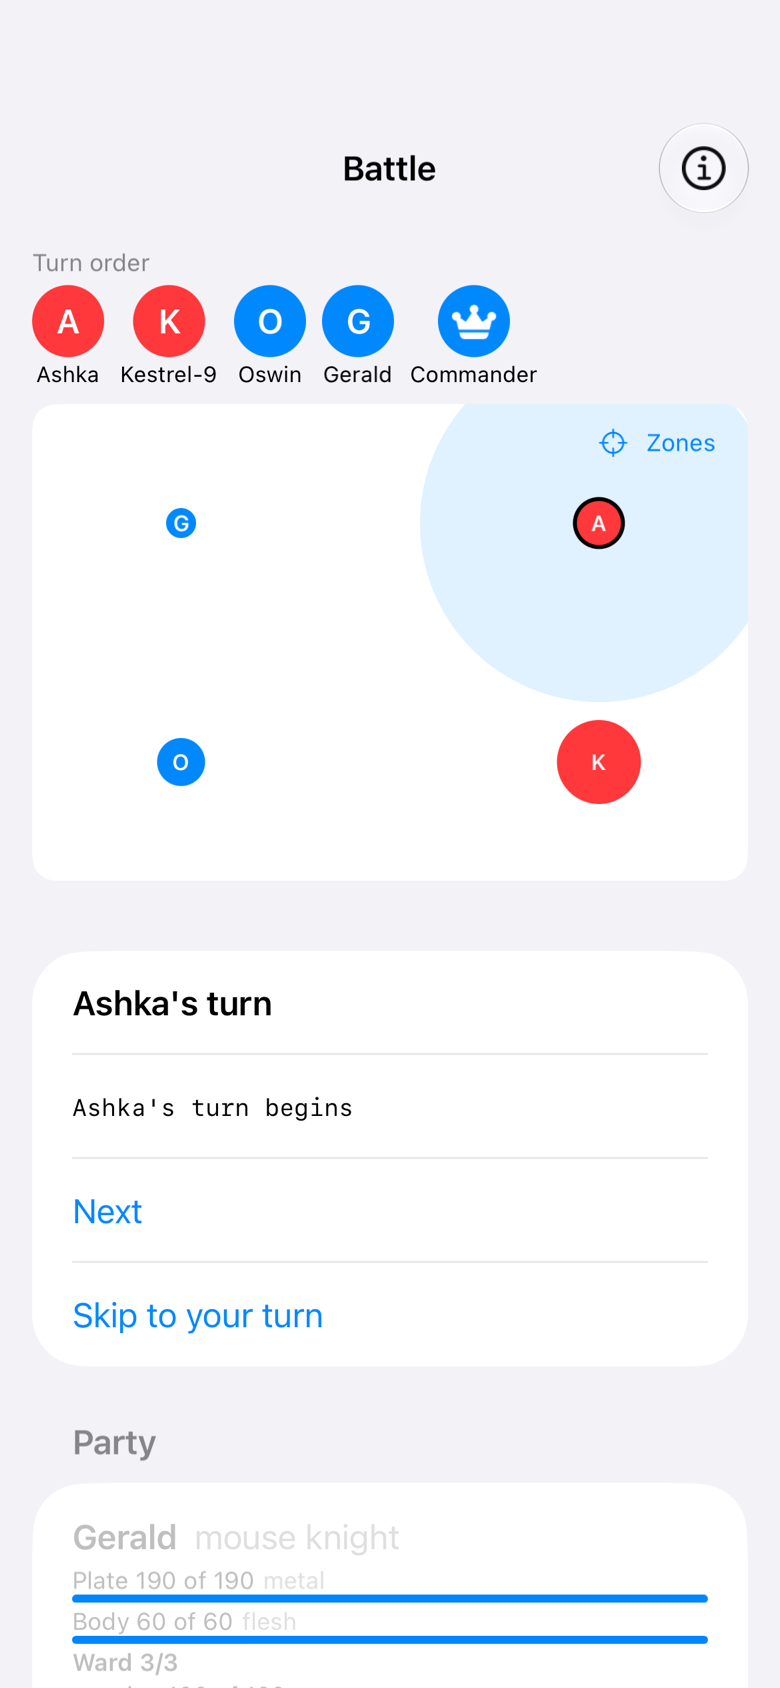 Battle
Turn order
A K O G
Ashka Kestrel-9 Oswin Gerald Commander
Zones
G A
O K
Ashka's turn
Ashka's turn begins
Next
Skip to your turn
Party
Gerald mouse knight
Plate 190 of 190 metal
Body 60 of 60 flesh
Ward 3/3